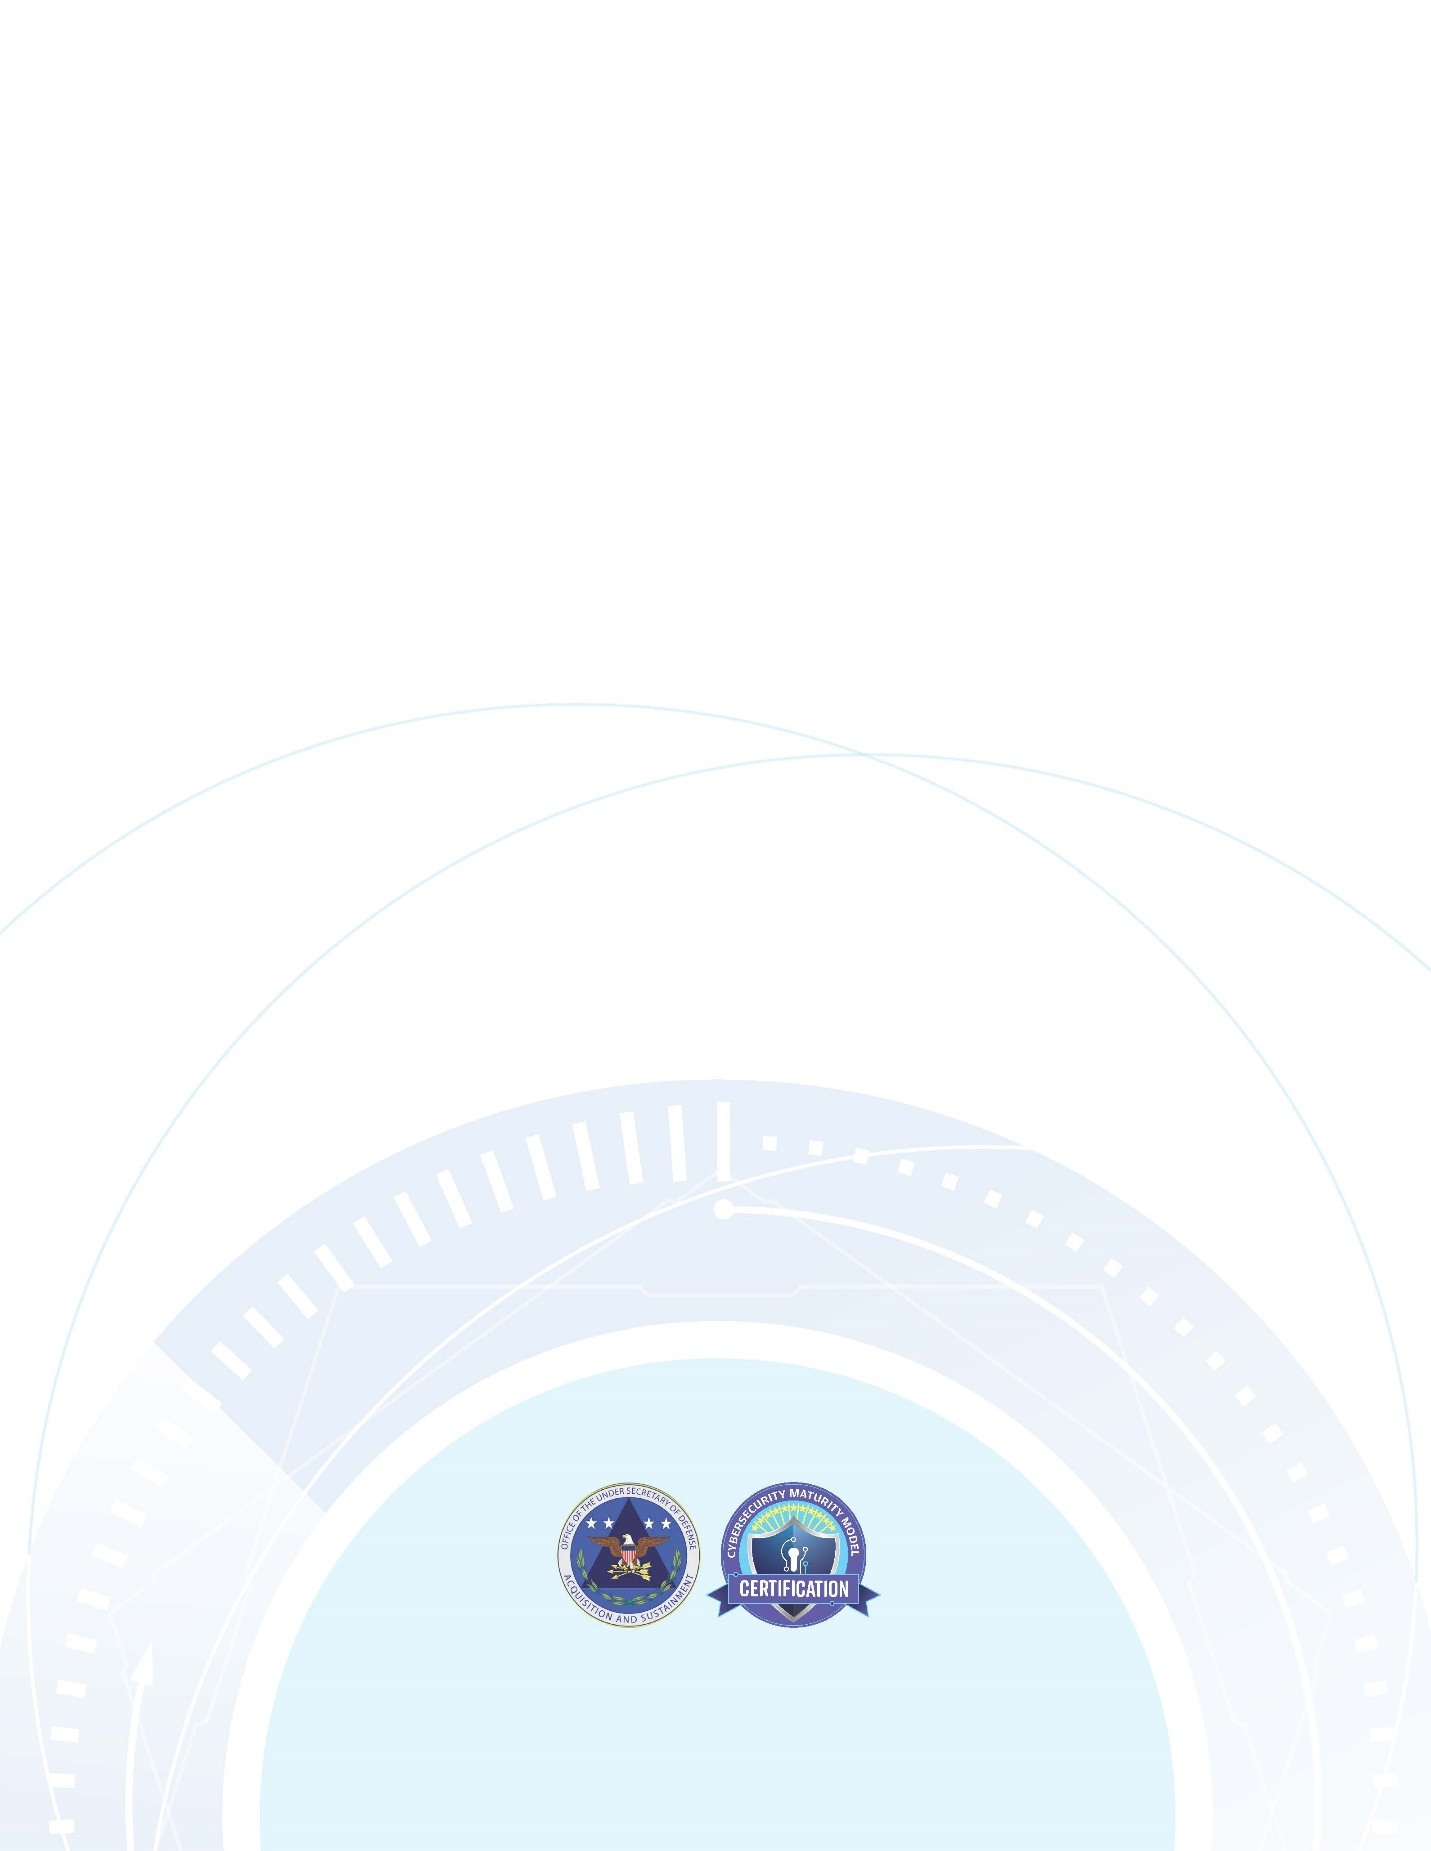 OFFICE OF THE UNDER SECRETARY OF DEFENSE
ACQUISITION AND SUSTAINMENT
CYBERSECURITY MATURITY MODEL
CERTIFICATION